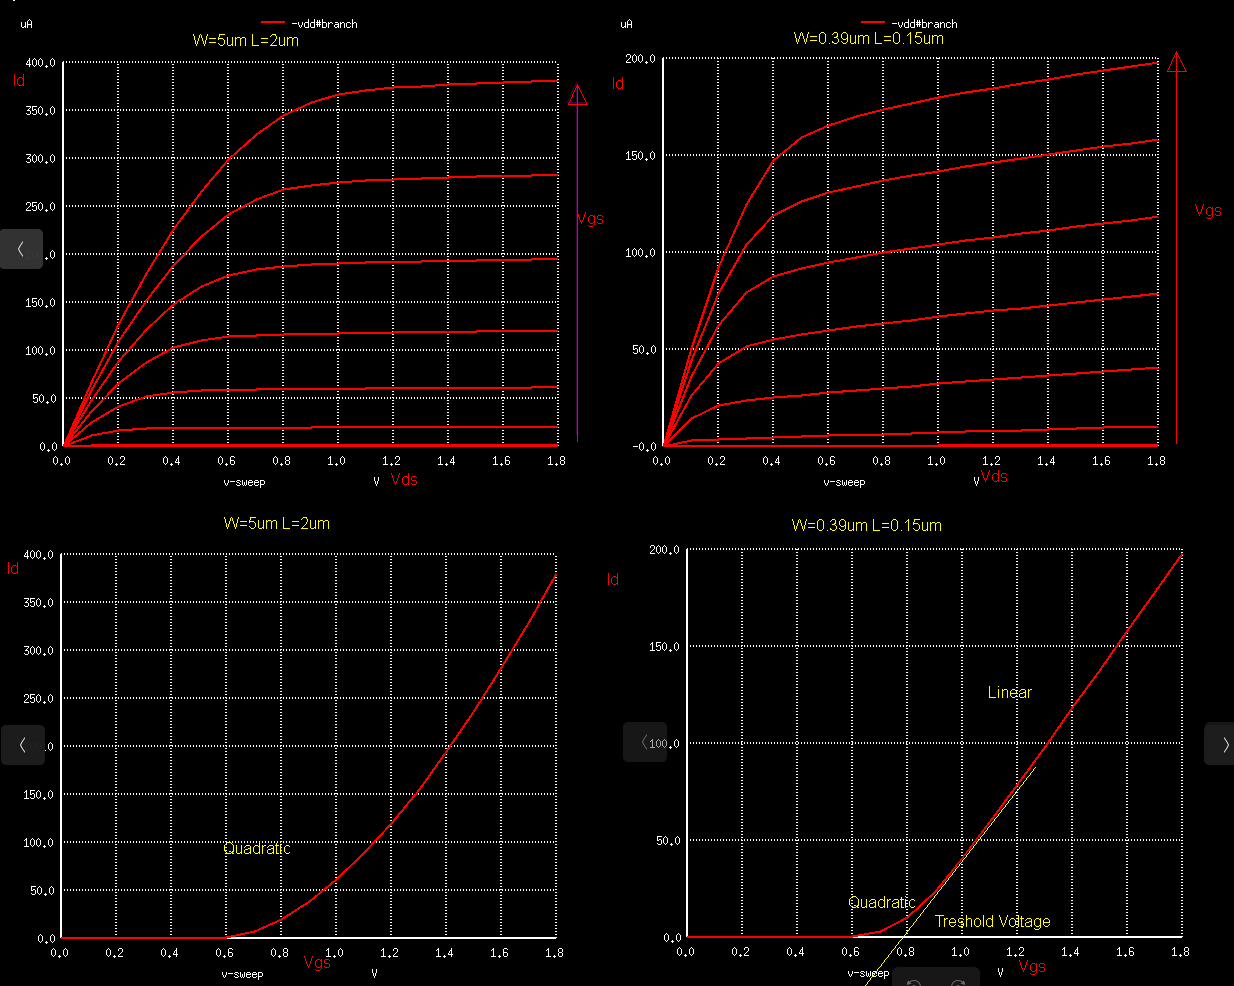 uA
-vdd#branch
W=5um L=2um
400.0
Id
350.0
300.0
250.0
.0
150.0
100.0
50.0
0.0
0.0 0.2 0.4 0.6 0.8 1.0 1.2 1.4 1.6 1.8
v-sweep V Vds
Vgs
uA
-vdd#branch
W=0.39um L=0.15um
200.0
Id
150.0
100.0
50.0
-0.0
0.0 0.2 0.4 0.6 0.8 1.0 1.2 1.4 1.6 1.8
v-sweep V Vds
Vgs
W=5um L=2um
400.0
Id
350.0
300.0
250.0
.0
150.0
100.0
50.0
0.0
Quadratic
0.0 0.2 0.4 0.6 0.8 1.0 1.2 1.4 1.6 1.8
Vgs
v-sweep V
W=0.39um L=0.15um
200.0
Id
150.0
Linear
100.0
50.0
Quadratic
Treshold Voltage
0.0
0.0 0.2 0.4 0.6 0.8 1.0 1.2 1.4 1.6 1.8
v-sweep V Vgs